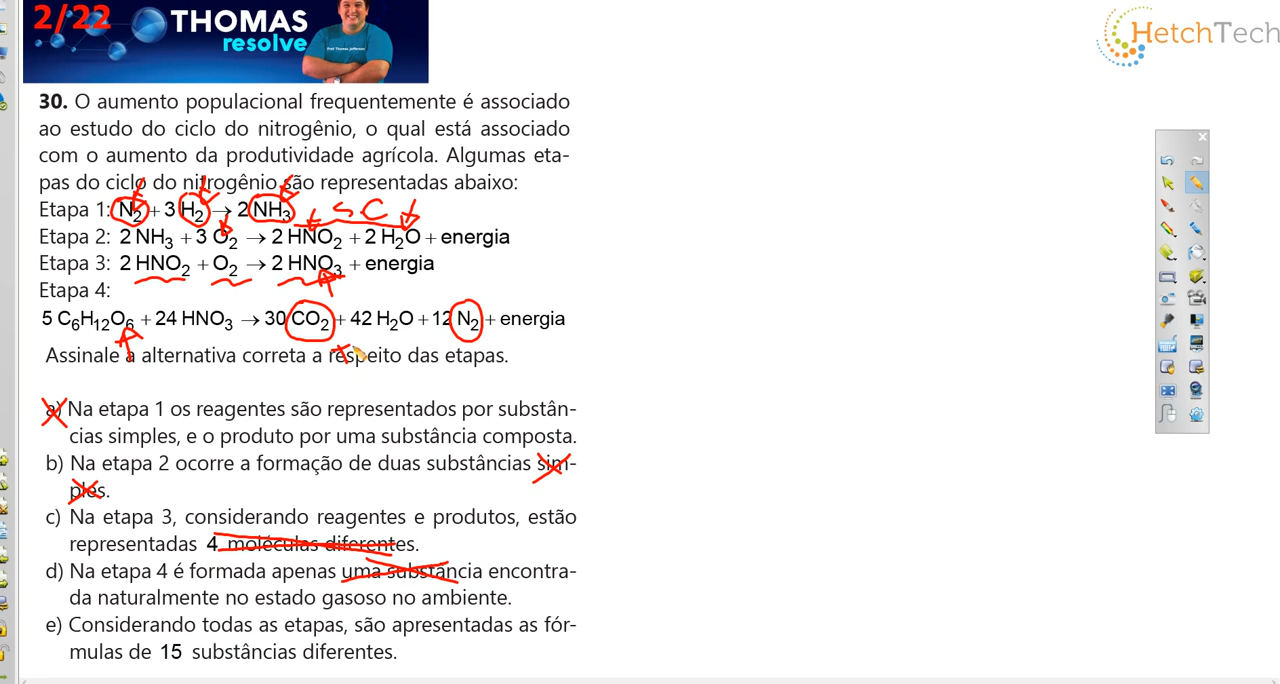 2/22
THOMAS
resolve
Prof. Thomas Jefferson
HetchTech
30. O aumento populacional frequentemente é associado
ao estudo do ciclo do nitrogênio, o qual está associado
com o aumento da produtividade agrícola. Algumas eta-
pas do ciclo do nitrogênio são representadas abaixo:
Etapa 1: N₂ + 3 H₂ → 2 NH₃
S C
Etapa 2: 2 NH₃ + 3 O₂ → 2 HNO₂ + 2 H₂O + energia
Etapa 3: 2 HNO₂ + O₂ → 2 HNO₃ + energia
Etapa 4:
5 C₆H₁₂O₆ + 24 HNO₃ → 30 CO₂ + 42 H₂O + 12 N₂ + energia
Assinale a alternativa correta a respeito das etapas.
a) Na etapa 1 os reagentes são representados por substân-
cias simples, e o produto por uma substância composta.
b) Na etapa 2 ocorre a formação de duas substâncias sim-
ples.
c) Na etapa 3, considerando reagentes e produtos, estão
representadas 4 moléculas diferentes.
d) Na etapa 4 é formada apenas uma substância encontra-
da naturalmente no estado gasoso no ambiente.
e) Considerando todas as etapas, são apresentadas as fór-
mulas de 15 substâncias diferentes.